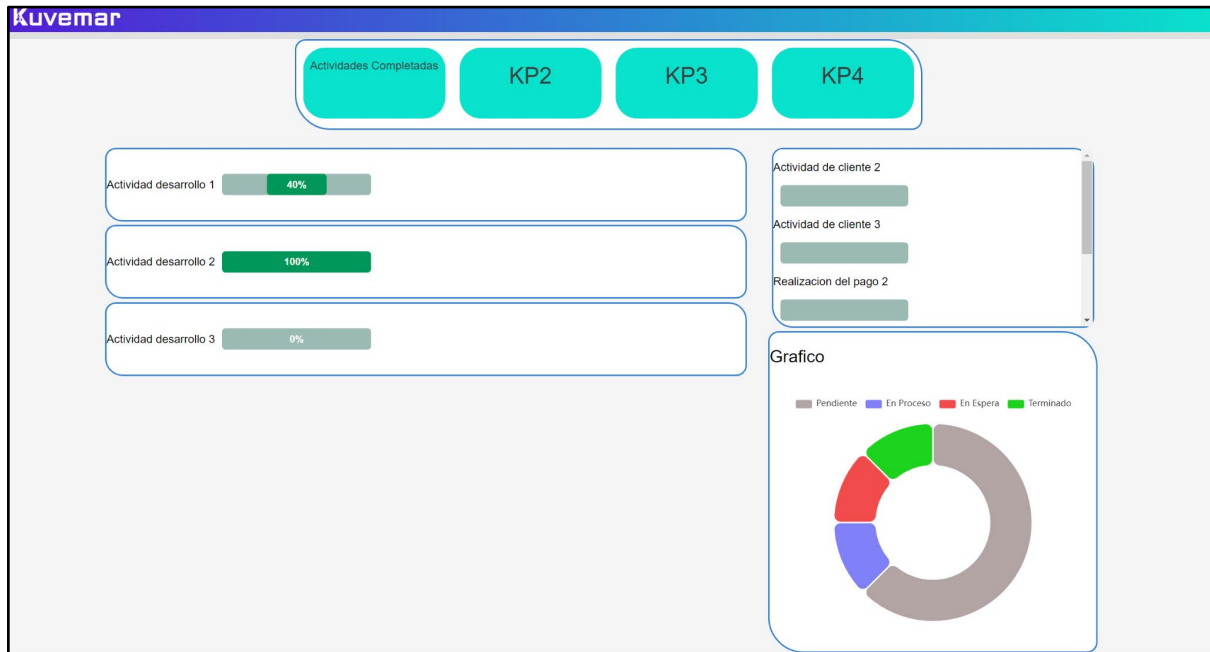 Kuvemar
Actividades Completadas
KP2
KP3
KP4
Actividad desarrollo 1
40%
Actividad desarrollo 2
100%
Actividad desarrollo 3
0%
Actividad de cliente 2
Actividad de cliente 3
Realizacion del pago 2
Grafico
Pendiente En Proceso En Espera Terminado